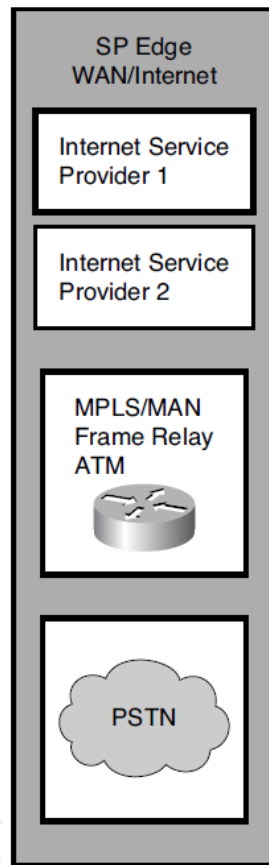 SP Edge
WAN/Internet
Internet Service
Provider 1
Internet Service
Provider 2
MPLS/MAN
Frame Relay
ATM
PSTN